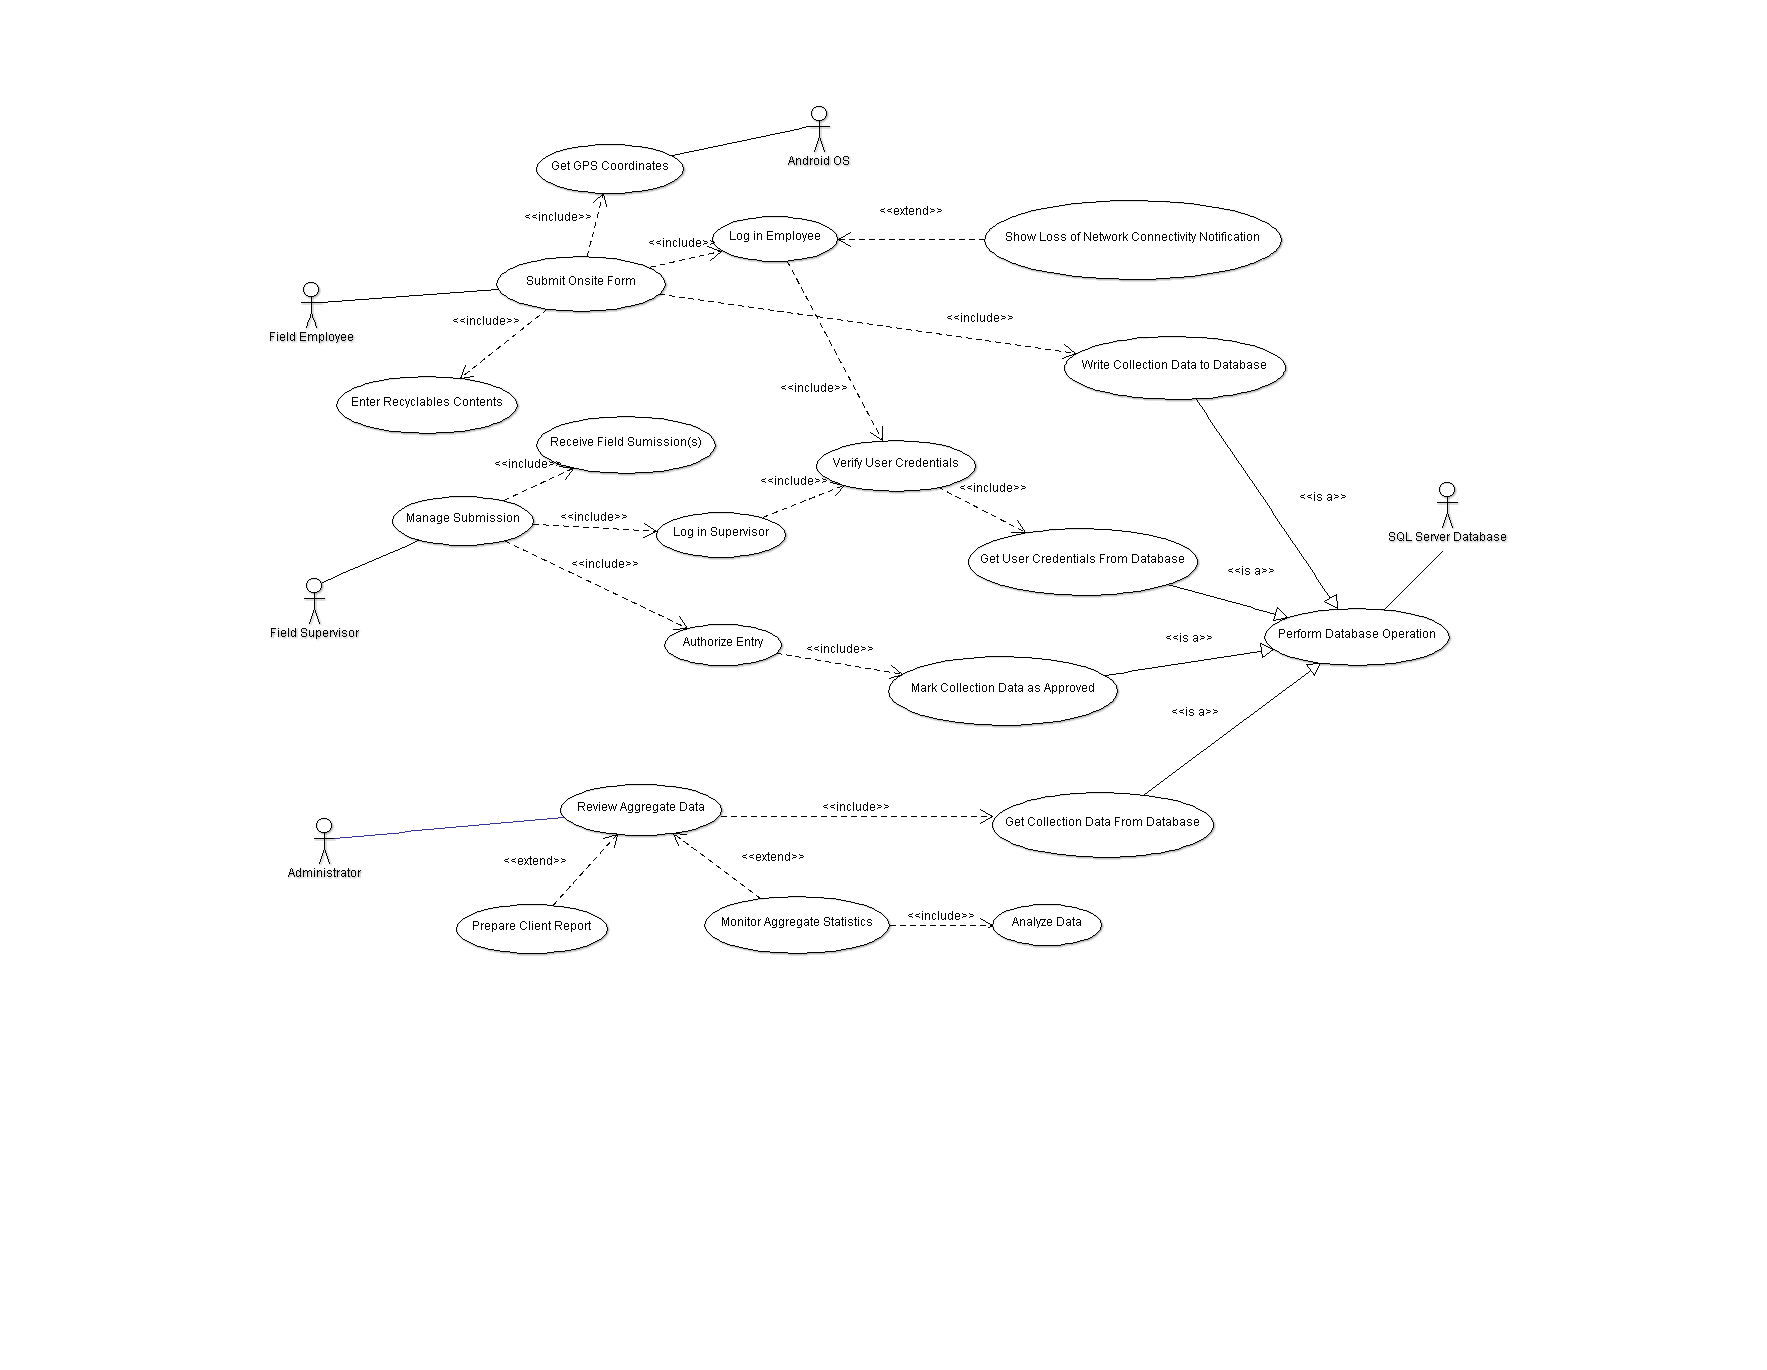 Android OS
Get GPS Coordinates
<<include>>
<<extend>>
Log in Employee
<<include>>
Show Loss of Network Connectivity Notification
Submit Onsite Form
Field Employee
<<include>>
<<include>>
Write Collection Data to Database
<<include>>
Enter Recyclables Contents
Receive Field Sumission(s)
<<include>>
Verify User Credentials
<<include>>
<<include>>
<<is a>>
Manage Submission
<<include>>
Log in Supervisor
SQL Server Database
<<include>>
Get User Credentials From Database
<<is a>>
Field Supervisor
Authorize Entry
<<include>>
<<is a>>
Perform Database Operation
Mark Collection Data as Approved
<<is a>>
Review Aggregate Data
<<include>>
Get Collection Data From Database
Administrator
<<extend>>
<<extend>>
Prepare Client Report
Monitor Aggregate Statistics
<<include>>
Analyze Data